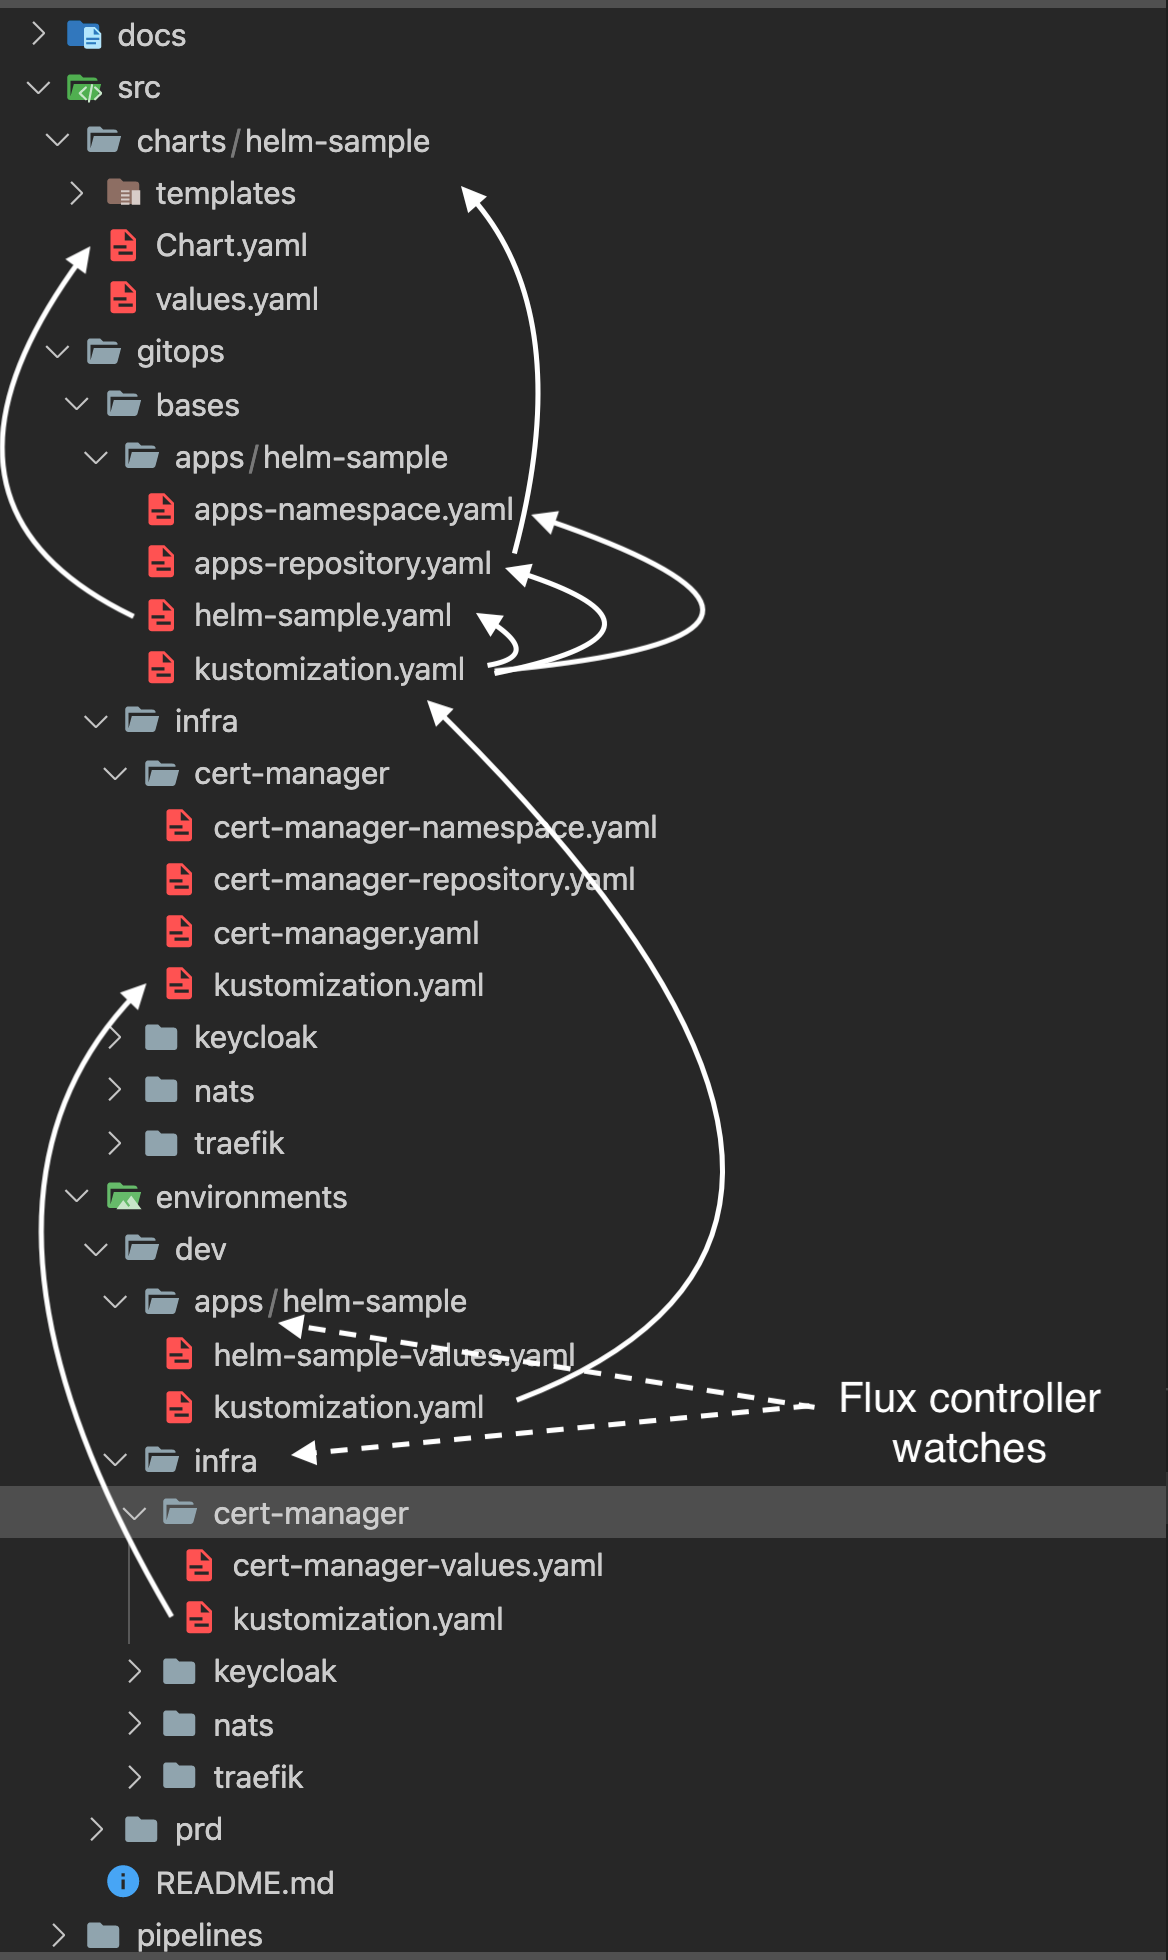 docs
src
charts/helm-sample
templates
Chart.yaml
values.yaml
gitops
bases
apps/helm-sample
apps-namespace.yaml
apps-repository.yaml
helm-sample.yaml
kustomization.yaml
infra
cert-manager
cert-manager-namespace.yaml
cert-manager-repository.yaml
cert-manager.yaml
kustomization.yaml
keycloak
nats
traefik
environments
dev
apps/helm-sample
helm-sample-values.yaml
kustomization.yaml
Flux controller
watches
infra
cert-manager
cert-manager-values.yaml
kustomization.yaml
keycloak
nats
traefik
prd
README.md
pipelines